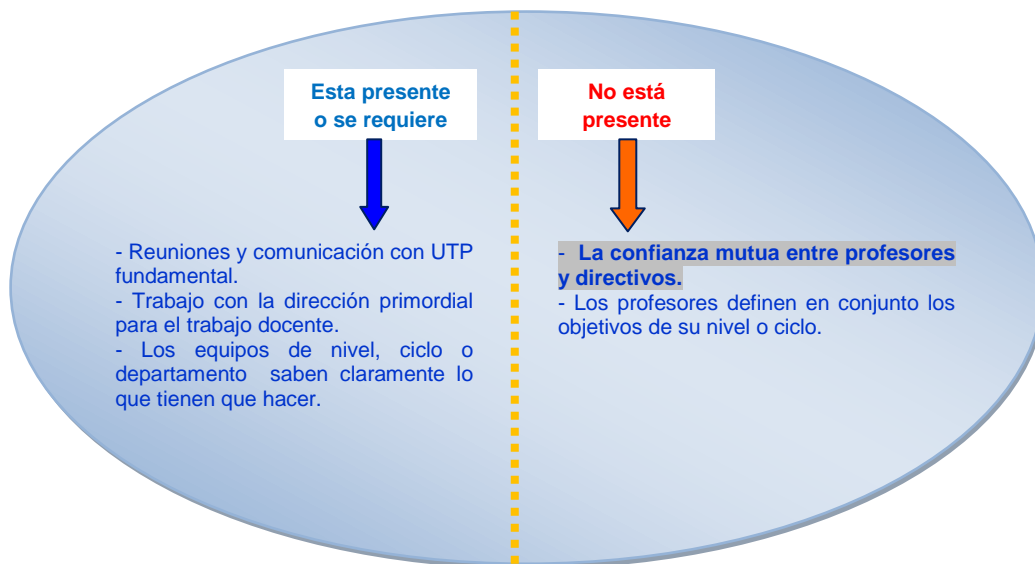 Esta presente
o se requiere
- Reuniones y comunicación con UTP
fundamental.
- Trabajo con la dirección primordial
para el trabajo docente.
- Los equipos de nivel, ciclo o
departamento saben claramente lo
que tienen que hacer.
No está
presente
- La confianza mutua entre profesores
y directivos.
- Los profesores definen en conjunto los
objetivos de su nivel o ciclo.